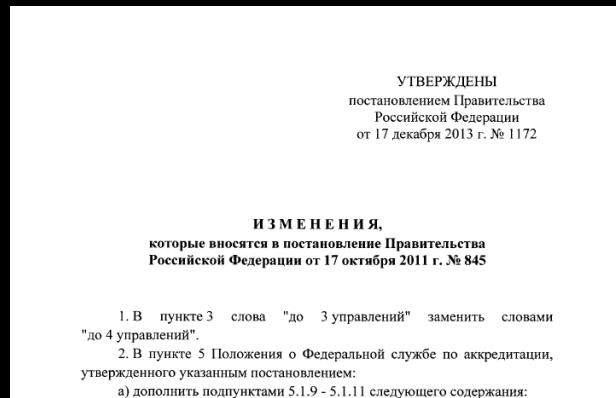 УТВЕРЖДЕНЫ
постановлением Правительства
Российской Федерации
от 17 декабря 2013 г. № 1172
И З М Е Н Е Н И Я,
которые вносятся в постановление Правительства
Российской Федерации от 17 октября 2011 г. № 845
1. В пункте 3 слова "до 3 управлений" заменить словами
"до 4 управлений".
2. В пункте 5 Положения о Федеральной службе по аккредитации,
утвержденного указанным постановлением:
а) дополнить подпунктами 5.1.9 - 5.1.11 следующего содержания: